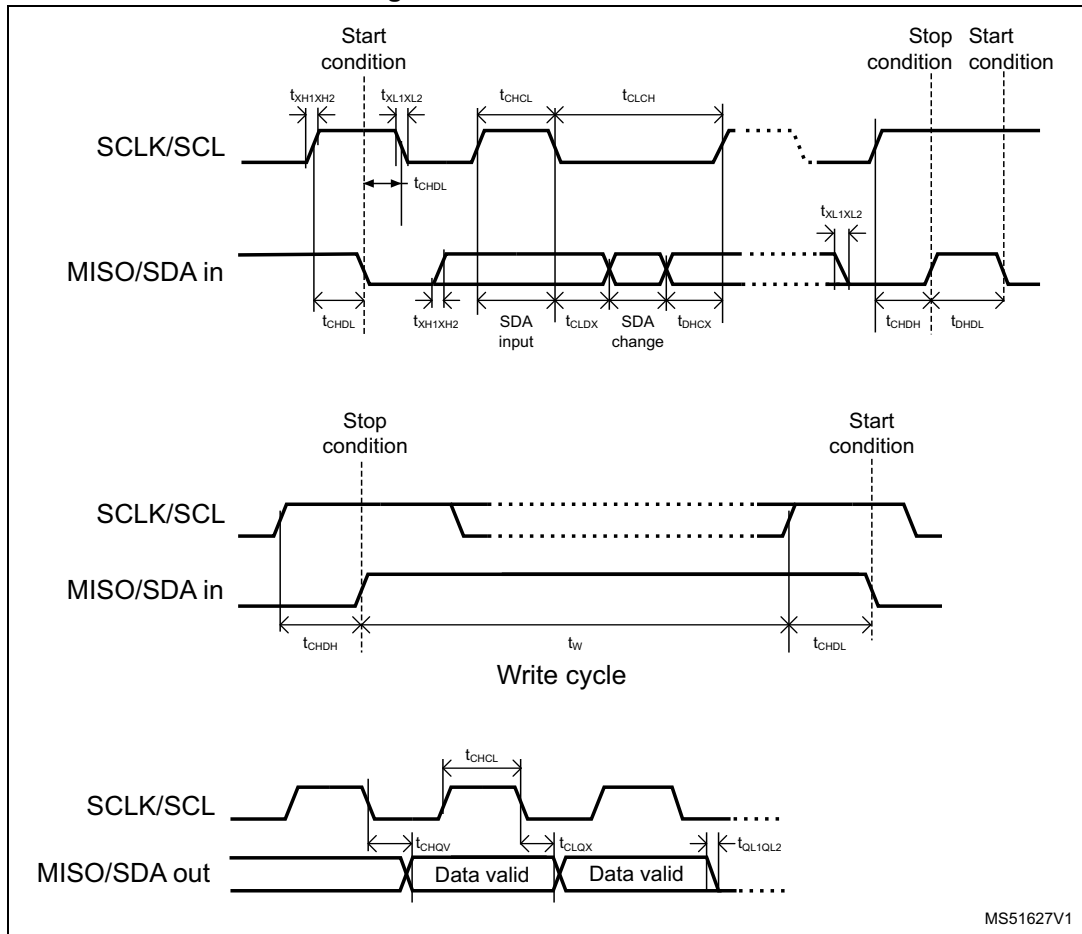 Start
condition
Stop
condition
Start
condition
tXH1XH2
tXL1XL2
tCHCL
tCLCH
SCLK/SCL
tCHDL
tXL1XL2
MISO/SDA in
tCHDL
tXH1XH2
SDA
input
tCLDX
SDA
change
tDHCX
tCHDH
tDHDL
Stop
condition
Start
condition
SCLK/SCL
MISO/SDA in
tCHDH
tW
tCHDL
Write cycle
tCHCL
SCLK/SCL
tCHQV
tCLQX
tQL1QL2
MISO/SDA out
Data valid
Data valid
MS51627V1